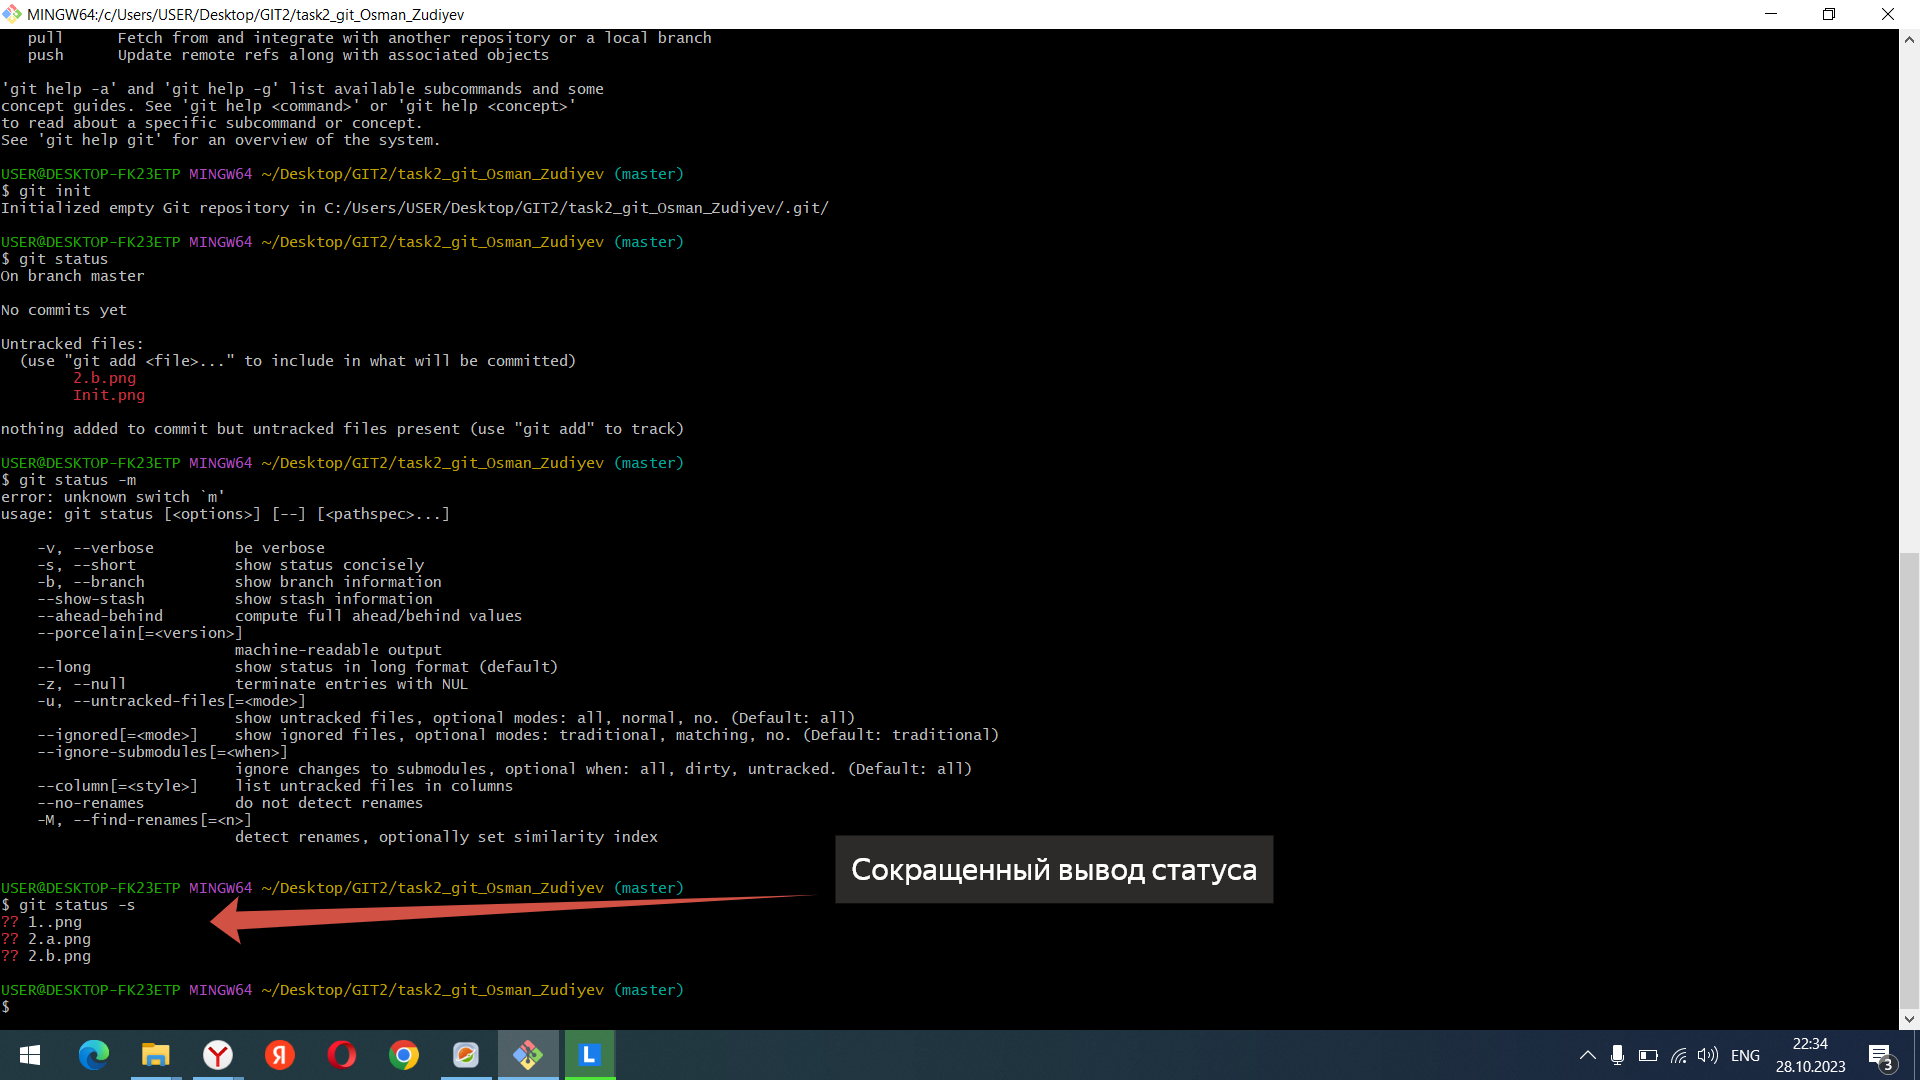 MINGW64:/c/Users/USER/Desktop/GIT2/task2_git_Osman_Zudiyev
pull      Fetch from and integrate with another repository or a local branch
push      Update remote refs along with associated objects
'git help -a' and 'git help -g' list available subcommands and some
concept guides. See 'git help <command>' or 'git help <concept>'
to read about a specific subcommand or concept.
See 'git help git' for an overview of the system.
USER@DESKTOP-FK23ETP MINGW64 ~/Desktop/GIT2/task2_git_Osman_Zudiyev (master)
$ git init
Initialized empty Git repository in C:/Users/USER/Desktop/GIT2/task2_git_Osman_Zudiyev/.git/
USER@DESKTOP-FK23ETP MINGW64 ~/Desktop/GIT2/task2_git_Osman_Zudiyev (master)
$ git status
On branch master
No commits yet
Untracked files:
(use "git add <file>..." to include in what will be committed)
2.b.png
Init.png
nothing added to commit but untracked files present (use "git add" to track)
USER@DESKTOP-FK23ETP MINGW64 ~/Desktop/GIT2/task2_git_Osman_Zudiyev (master)
$ git status -m
error: unknown switch `m'
usage: git status [<options>] [--] [<pathspec>...]
-v, --verbose         be verbose
-s, --short           show status concisely
-b, --branch          show branch information
--show-stash          show stash information
--ahead-behind        compute full ahead/behind values
--porcelain[=<version>]
machine-readable output
--long                show status in long format (default)
-z, --null            terminate entries with NUL
-u, --untracked-files[=<mode>]
show untracked files, optional modes: all, normal, no. (Default: all)
--ignored[=<mode>]    show ignored files, optional modes: traditional, matching, no. (Default: traditional)
--ignore-submodules[=<when>]
ignore changes to submodules, optional when: all, dirty, untracked. (Default: all)
--column[=<style>]    list untracked files in columns
--no-renames          do not detect renames
-M, --find-renames[=<n>]
detect renames, optionally set similarity index
Сокращенный вывод статуса
USER@DESKTOP-FK23ETP MINGW64 ~/Desktop/GIT2/task2_git_Osman_Zudiyev (master)
$ git status -s
?? 1..png
?? 2.a.png
?? 2.b.png
USER@DESKTOP-FK23ETP MINGW64 ~/Desktop/GIT2/task2_git_Osman_Zudiyev (master)
$
Y
Я
L
ENG
22:34
28.10.2023
3